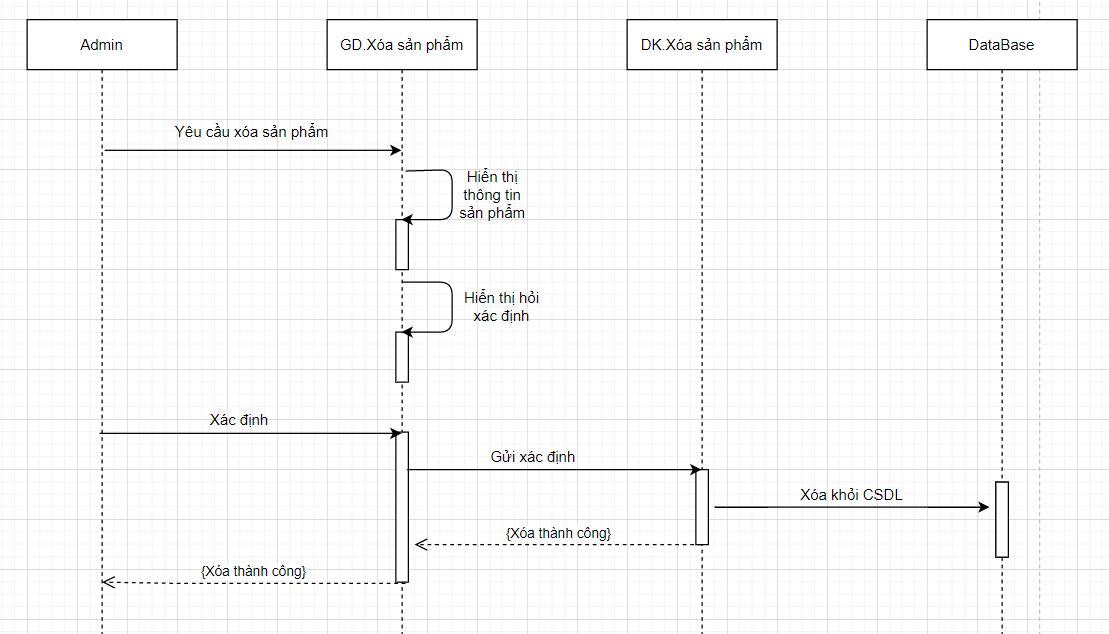 Admin
GD.Xóa sản phẩm
DK.Xóa sản phẩm
DataBase
Yêu cầu xóa sản phẩm
Hiển thị
thông tin
sản phẩm
Hiển thị hỏi
xác định
Xác định
Gửi xác định
Xóa khỏi CSDL
{Xóa thành công}
{Xóa thành công}